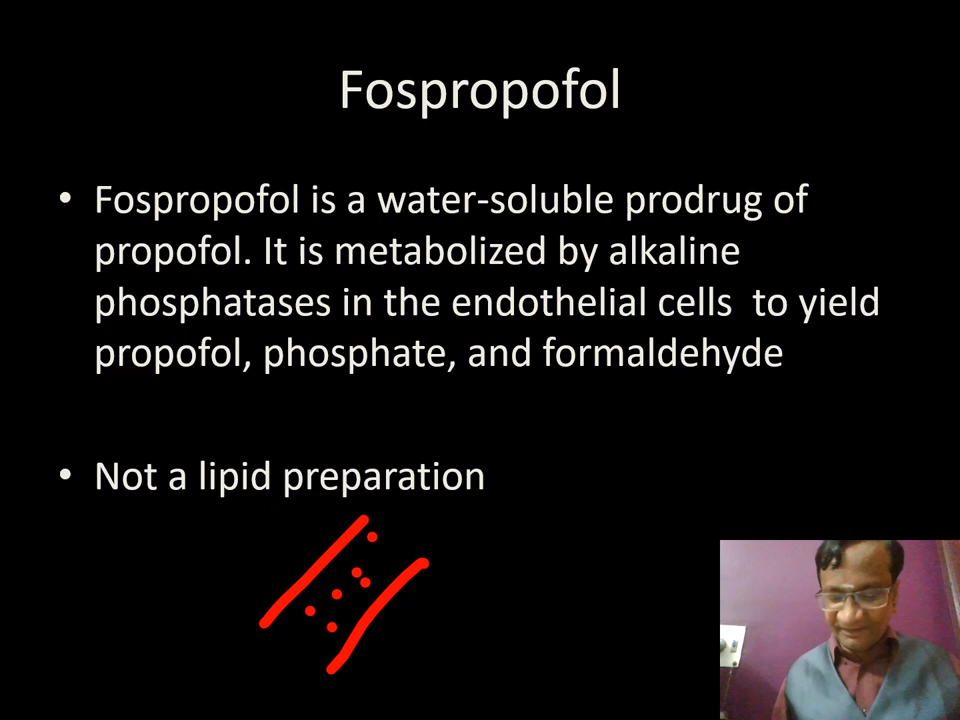 Fospropofol
• Fospropofol is a water-soluble prodrug of
propofol. It is metabolized by alkaline
phosphatases in the endothelial cells  to yield
propofol, phosphate, and formaldehyde
• Not a lipid preparation